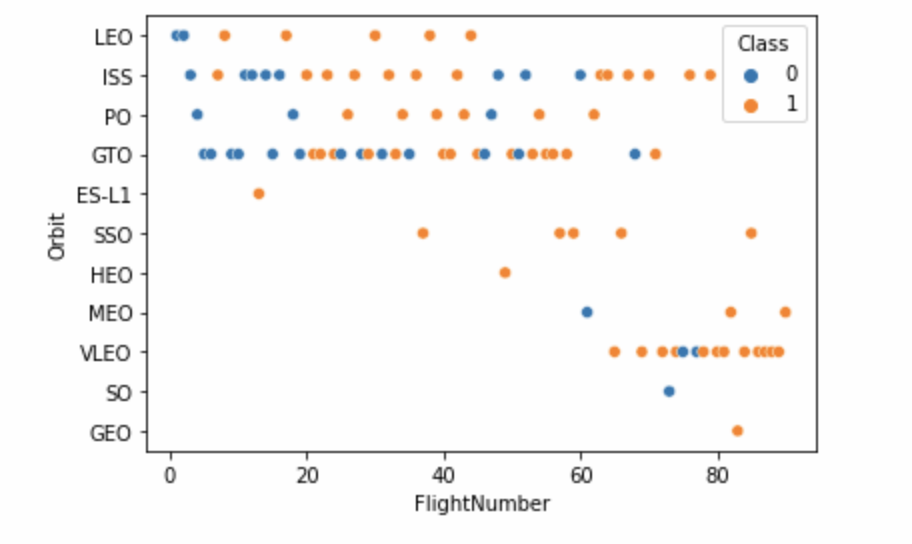 LEO
ISS
PO
GTO
ES-L1
SSO
HEO
MEO
VLEO
SO
GEO
Orbit
Class
0
1
0 20 40 60 80
FlightNumber